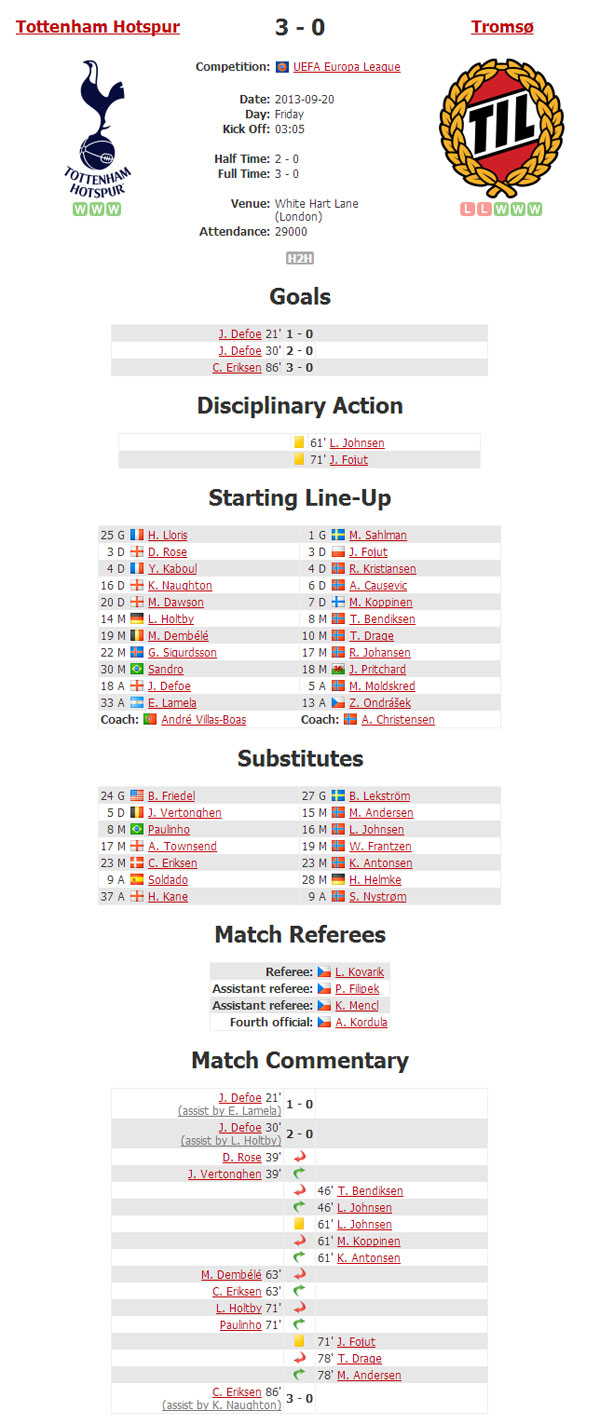 Tottenham Hotspur 3 - 0 Tromsø
TOTTENHAM
HOTSPUR
W W W
TIL
L L W W W
Competition: UEFA Europa League
Date: 2013-09-20
Day: Friday
Kick Off: 03:05
Half Time: 2 - 0
Full Time: 3 - 0
Venue: White Hart Lane
(London)
Attendance: 29000
H2H
Goals
J. Defoe 21' 1 - 0
J. Defoe 30' 2 - 0
C. Eriksen 86' 3 - 0
Disciplinary Action
61' L. Johnsen
71' J. Fojut
Starting Line-Up
25 G H. Lloris 1 G M. Sahlman
3 D D. Rose 3 D J. Fojut
4 D Y. Kaboul 4 D R. Kristiansen
16 D K. Naughton 6 D A. Causevic
20 D M. Dawson 7 D M. Koppinen
14 M L. Holtby 8 M T. Bendiksen
19 M M. Dembélé 10 M T. Drage
22 M G. Sigurdsson 17 M R. Johansen
30 M Sandro 18 M J. Pritchard
18 A J. Defoe 5 A M. Moldskred
33 A E. Lamela 13 A Z. Ondrášek
Coach: André Villas-Boas Coach: A. Christensen
Substitutes
24 G B. Friedel 27 G B. Lekström
5 D J. Vertonghen 15 M M. Andersen
8 M Paulinho 16 M L. Johnsen
17 M A. Townsend 19 M W. Frantzen
23 M C. Eriksen 23 M K. Antonsen
9 A Soldado 28 M H. Helmke
37 A H. Kane 9 A S. Nystrøm
Match Referees
Referee: L. Kovarik
Assistant referee: P. Filipek
Assistant referee: K. Mencl
Fourth official: A. Kordula
Match Commentary
J. Defoe 21' 1 - 0
(assist by E. Lamela)
J. Defoe 30' 2 - 0
(assist by L. Holtby)
D. Rose 39'
J. Vertonghen 39'
46' T. Bendiksen
46' L. Johnsen
61' L. Johnsen
61' M. Koppinen
61' K. Antonsen
M. Dembélé 63'
C. Eriksen 63'
L. Holtby 71'
Paulinho 71'
71' J. Fojut
78' T. Drage
78' M. Andersen
C. Eriksen 86' 3 - 0
(assist by K. Naughton)